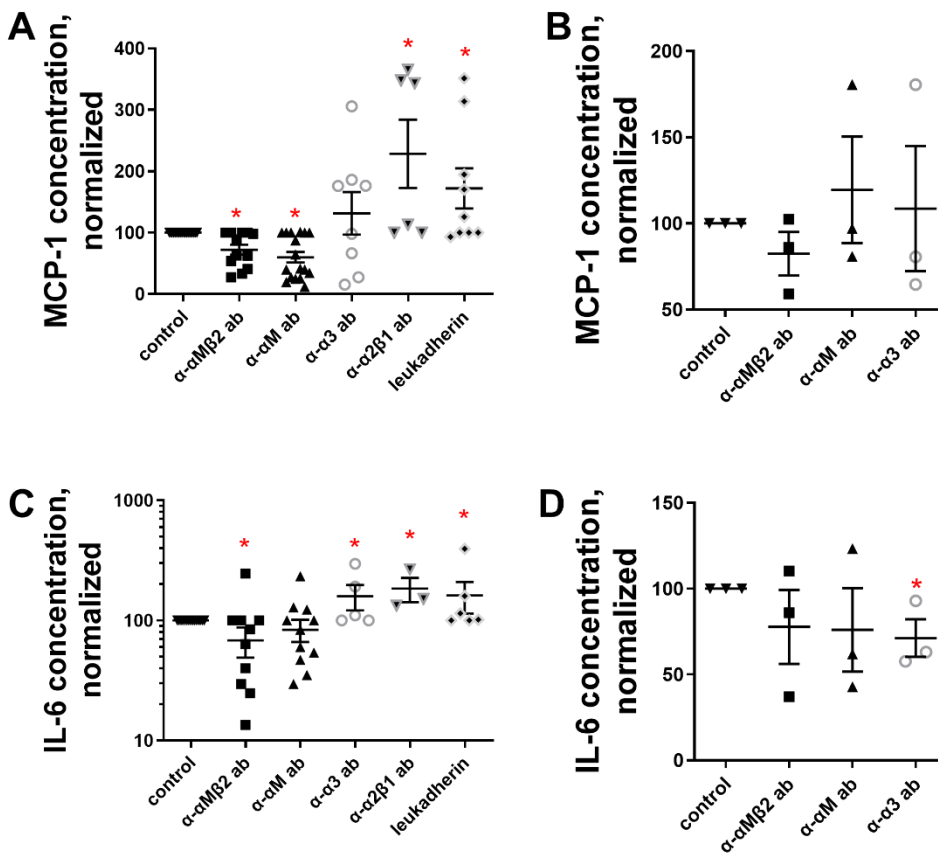 A
MCP-1 concentration,
normalized
400
300
200
100
0
*
*
*
*
control
α-αMβ2 ab
α-αM ab
α-α3 ab
α-α2β1 ab
leukadherin
B
MCP-1 concentration,
normalized
200
150
100
50
control
α-αMβ2 ab
α-αM ab
α-α3 ab
C
IL-6 concentration,
normalized
1000
100
10
*
*
*
*
control
α-αMβ2 ab
α-αM ab
α-α3 ab
α-α2β1 ab
leukadherin
D
IL-6 concentration,
normalized
150
100
50
0
*
control
α-αMβ2 ab
α-αM ab
α-α3 ab